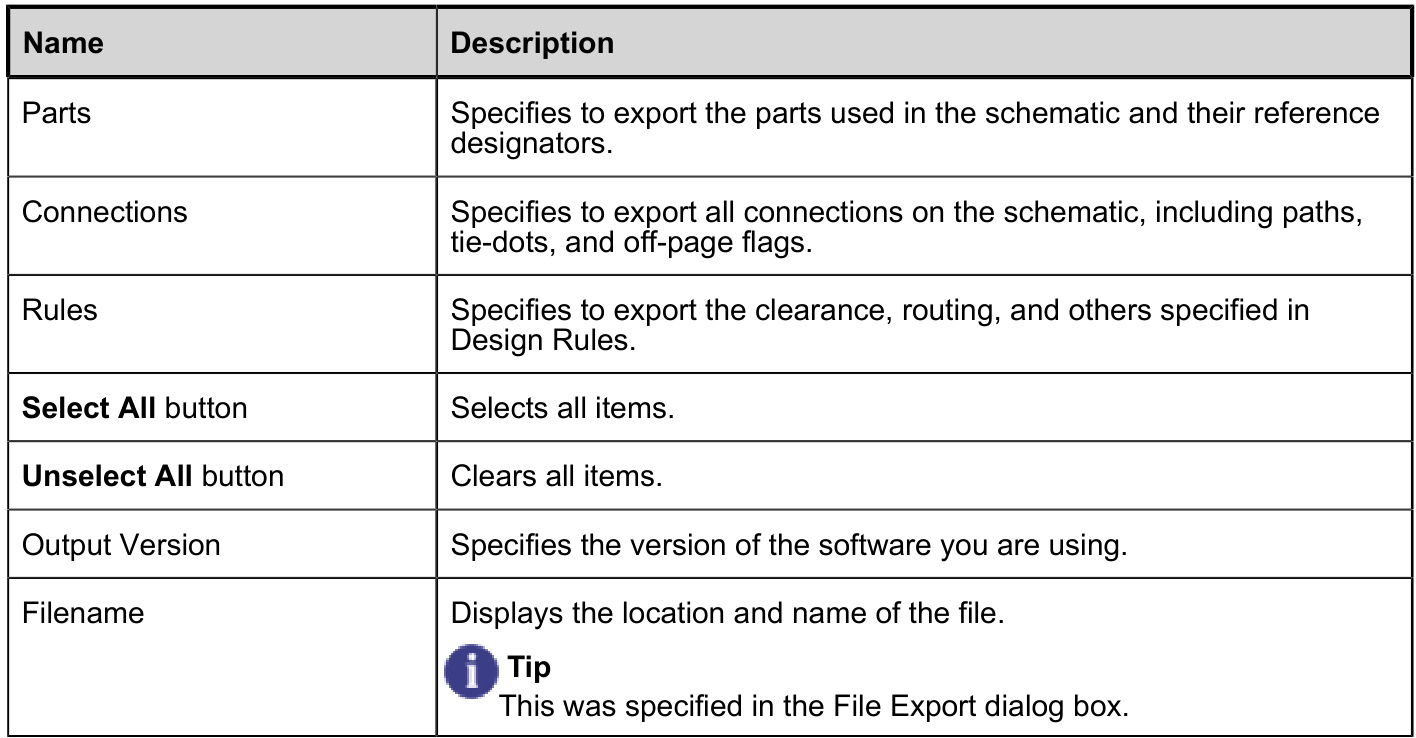 Name
Description
Parts
Specifies to export the parts used in the schematic and their reference
designators.
Connections
Specifies to export all connections on the schematic, including paths,
tie-dots, and off-page flags.
Rules
Specifies to export the clearance, routing, and others specified in
Design Rules.
Select All button
Selects all items.
Unselect All button
Clears all items.
Output Version
Specifies the version of the software you are using.
Filename
Displays the location and name of the file.
i Tip
This was specified in the File Export dialog box.